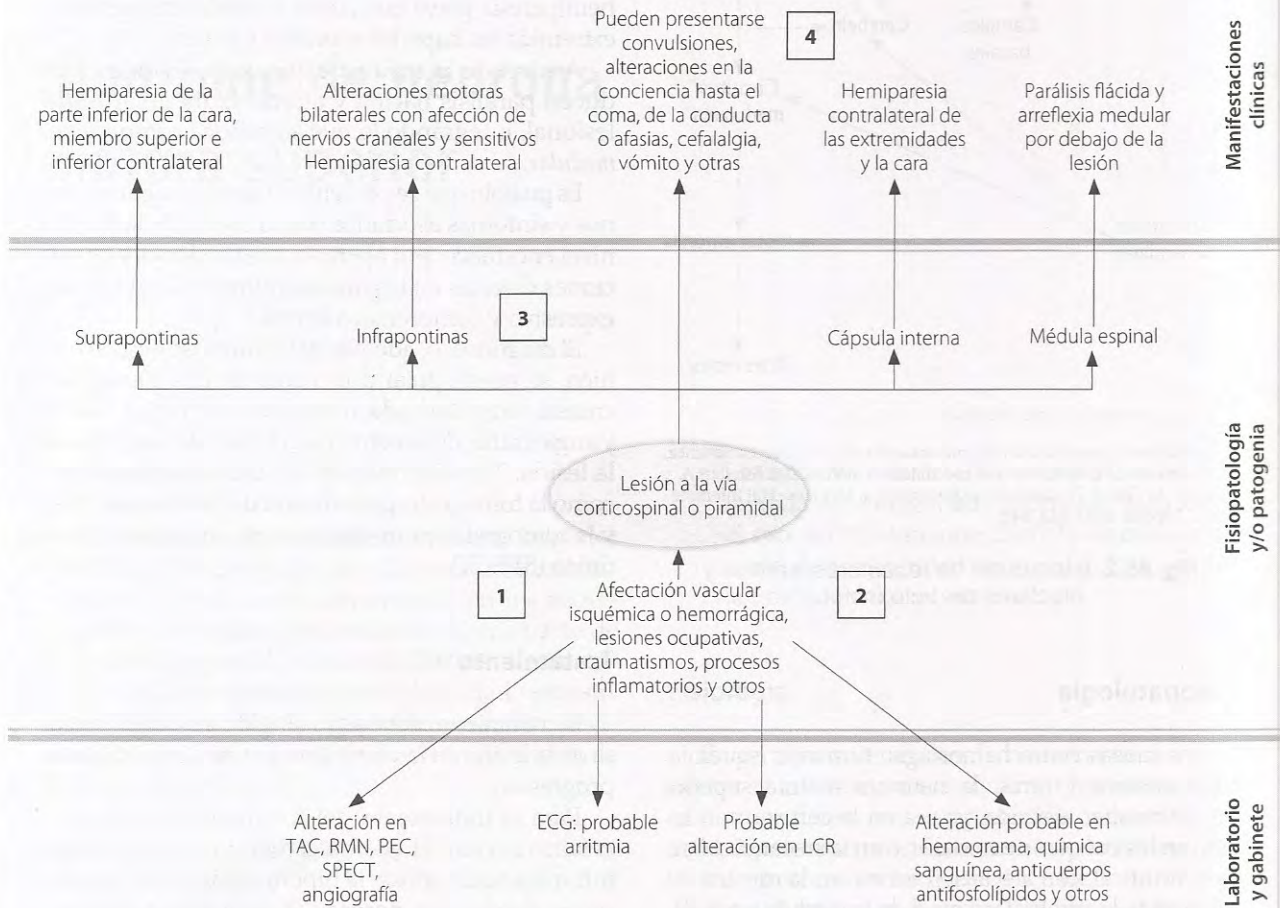 Pueden presentarse
convulsiones,
alteraciones en la
conciencia hasta el
coma, de la conducta
o afasias, cefalalgia,
vómito y otras
4
Hemiparesia de la
parte inferior de la cara,
miembro superior e
inferior contralateral
Alteraciones motoras
bilaterales con afección de
nervios craneales y sensitivos
Hemiparesia contralateral
Hemiparesia
contralateral de
las extremidades
y la cara
Parálisis flácida y
arreflexia medular
por debajo de la
lesión
Manifestaciones
clínicas
Suprapontinas
Infrapontinas
3
Cápsula interna
Médula espinal
Lesión a la vía
corticospinal o piramidal
Fisiopatología
y/o patogenia
1
Afectación vascular
isquémica o hemorrágica,
lesiones ocupativas,
traumatismos, procesos
inflamatorios y otros
2
Alteración en
TAC, RMN, PEC,
SPECT,
angiografía
ECG: probable
arritmia
Probable
alteración en LCR
Alteración probable en
hemograma, química
sanguínea, anticuerpos
antifosfolípidos y otros
Laboratorio
y gabinete